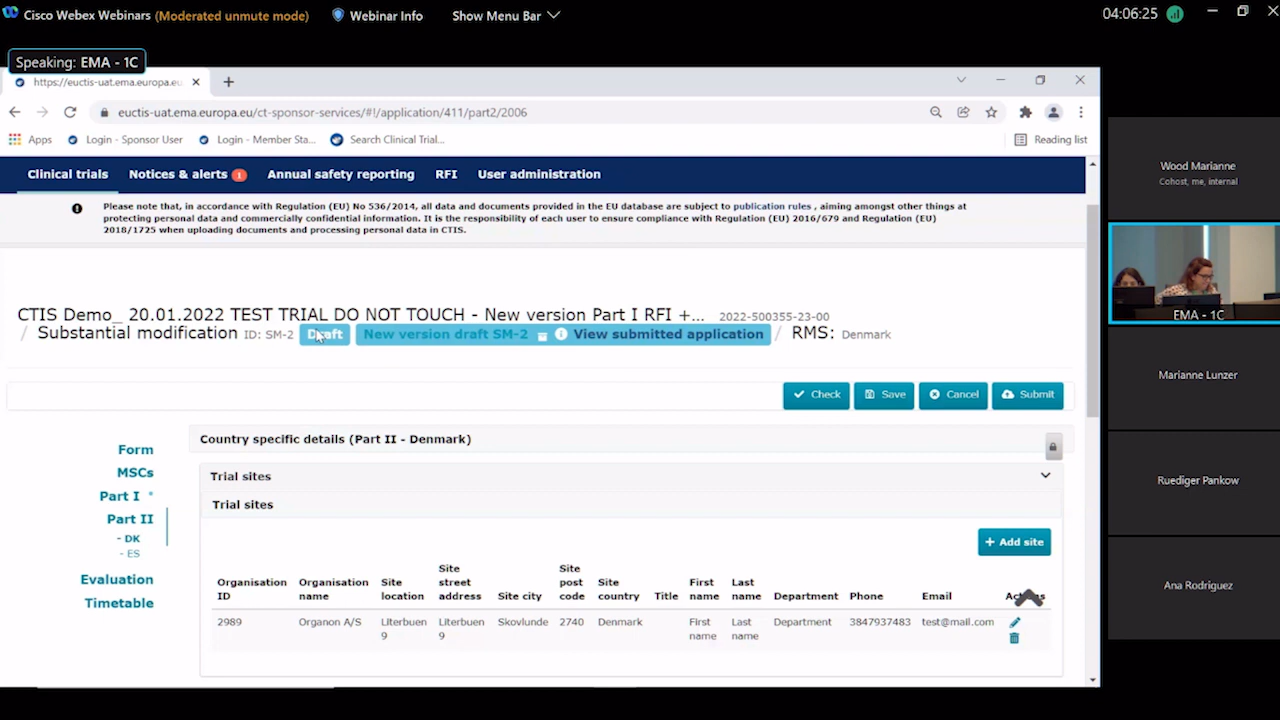 Cisco Webex Webinars (Moderated unmute mode) Webinar Info Show Menu Bar 04:06:25
Speaking: EMA - 1C
https://euctis-uat.ema.europa.eu
euctis-uat.ema.europa.eu/ct-sponsor-services/#!/application/411/part2/2006
Apps Login - Sponsor User Login - Member Sta... Search Clinical Trial... Reading list
Clinical trials Notices & alerts 1 Annual safety reporting RFI User administration
Please note that, in accordance with Regulation (EU) No 536/2014, all data and documents provided in the EU database are subject to publication rules , aiming amongst other things at
protecting personal data and commercially confidential information. It is the responsibility of each user to ensure compliance with Regulation (EU) 2016/679 and Regulation (EU)
2018/1725 when uploading documents and processing personal data in CTIS.
CTIS Demo_ 20.01.2022 TEST TRIAL DO NOT TOUCH - New version Part I RFI +... 2022-500355-23-00
/ Substantial modification ID: SM-2 Draft New version draft SM-2 View submitted application / RMS: Denmark
Check Save Cancel Submit
Country specific details (Part II - Denmark)
Form
MSCs
Part I *
Part II
- DK
- ES
Evaluation
Timetable
Trial sites
Trial sites
+ Add site
Organisation ID Organisation name Site location Site street address Site city Site post code Site country Title First name Last name Department Phone Email
2989 Organon A/S Literbuen 9 Literbuen 9 Skovlunde 2740 Denmark First name Last name Department 3847937483 test@mail.com
Wood Marianne
Cohost, me, internal
EMA - 1C
Marianne Lunzer
Ruediger Pankow
Ana Rodriguez